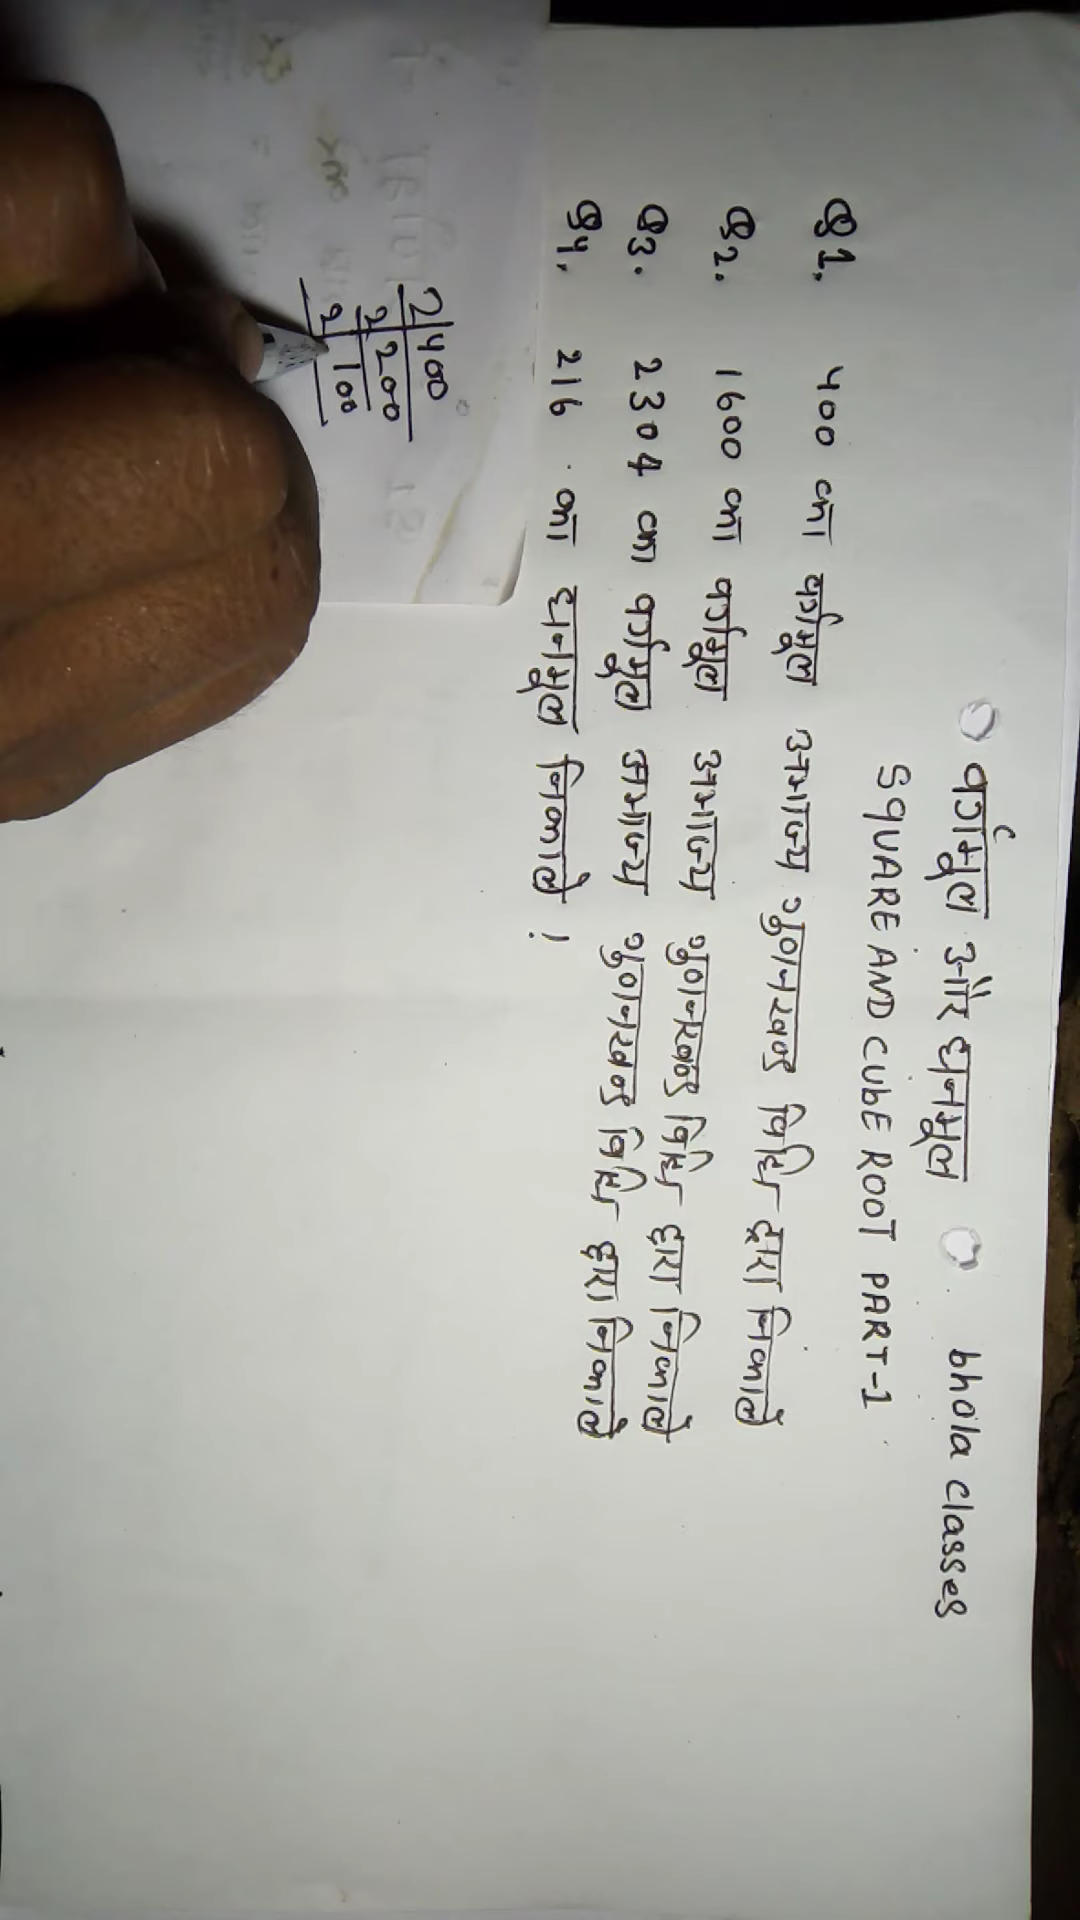 वर्गमूल और घनमूल bhola classes
SQUARE AND CUBE ROOT PART-1
Q1. 400 का वर्गमूल अभाज्य गुणनखण्ड विधि द्वारा निकाले
Q2. 1600 का वर्गमूल अभाज्य गुणनखण्ड विधि द्वारा निकाले
Q3. 2304 का वर्गमूल अभाज्य गुणनखण्ड विधि द्वारा निकाले
Q4. 216 का घनमूल निकाले !
2 400
2 200
2 100